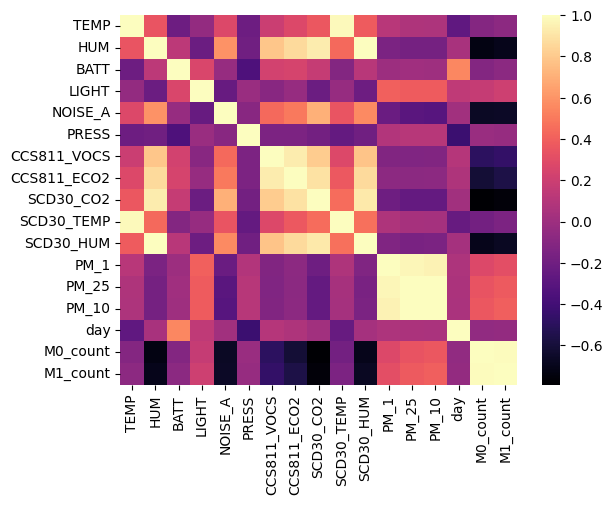 TEMP
HUM
BATT
LIGHT
NOISE_A
PRESS
CCS811_VOCS
CCS811_ECO2
SCD30_CO2
SCD30_TEMP
SCD30_HUM
PM_1
PM_25
PM_10
day
M0_count
M1_count
TEMP
HUM
BATT
LIGHT
NOISE_A
PRESS
CCS811_VOCS
CCS811_ECO2
SCD30_CO2
SCD30_TEMP
SCD30_HUM
PM_1
PM_25
PM_10
day
M0_count
M1_count
1.0
0.8
0.6
0.4
0.2
0.0
−0.2
−0.4
−0.6